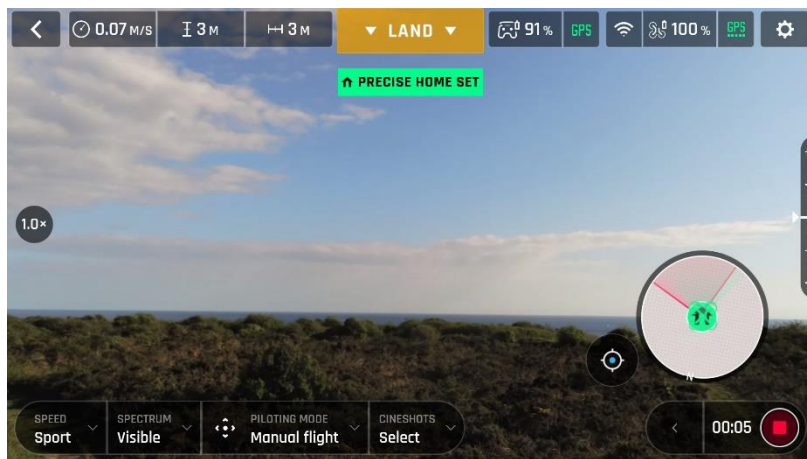 0.07 M/S
3 M
3 M
LAND
91 %
GPS
100 %
GPS
PRECISE HOME SET
1.0×
N
SPEED
Sport
SPECTRUM
Visible
PILOTING MODE
Manual flight
CINESHOTS
Select
00:05